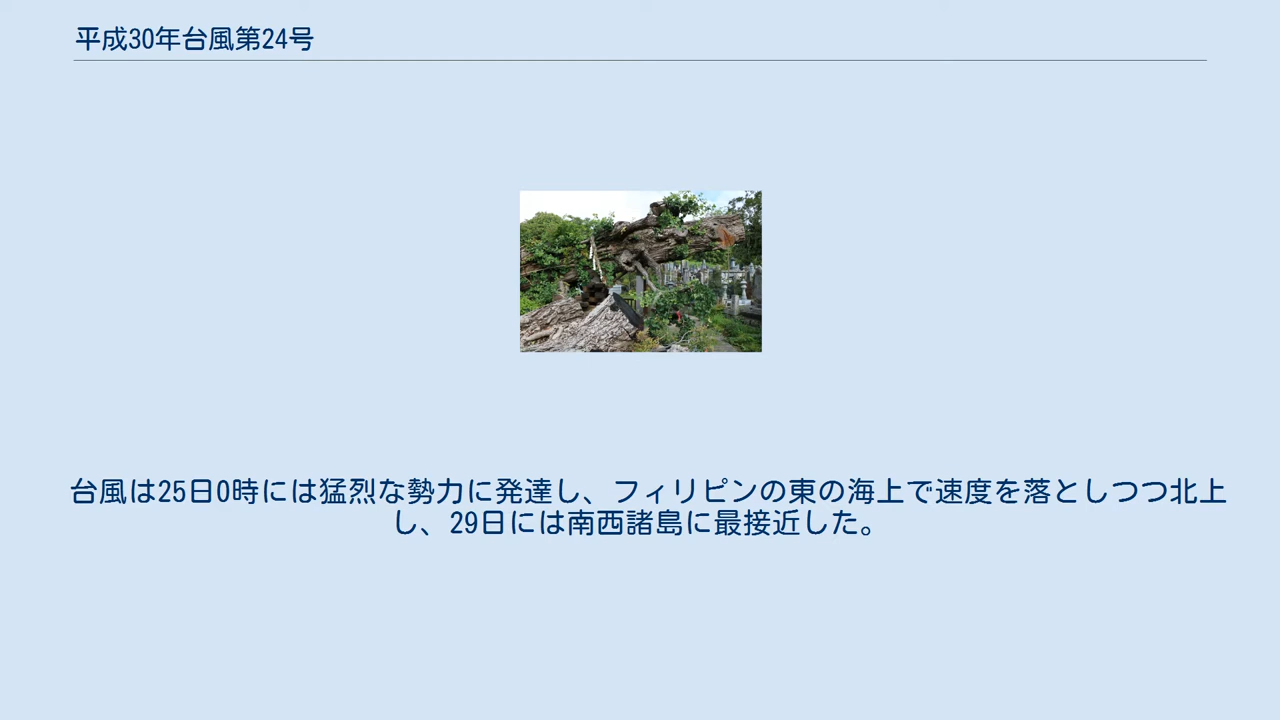 平成30年台風第24号
台風は25日0時には猛烈な勢力に発達し、フィリピンの東の海上で速度を落としつつ北上
し、29日には南西諸島に最接近した。